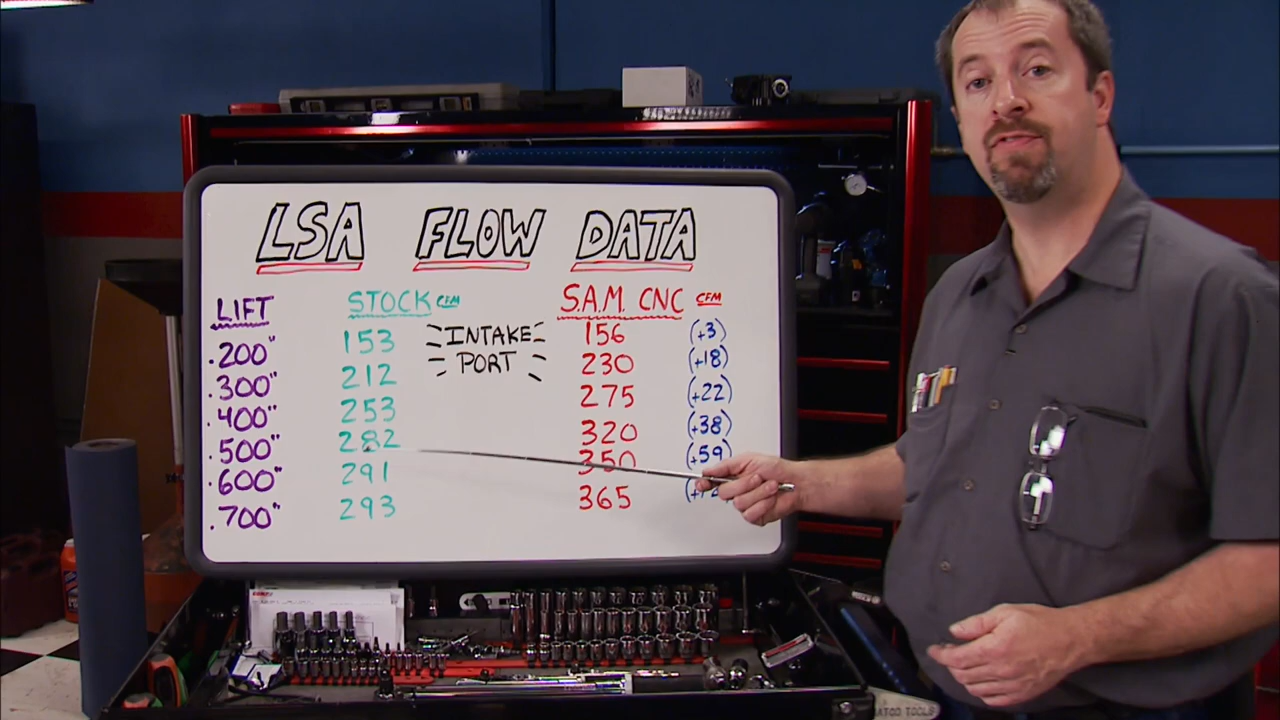 LSA FLOW DATA
LIFT STOCK CFM S.A.M. CNC CFM
INTAKE PORT
.200" 153 156 (+3)
.300" 212 230 (+18)
.400" 253 275 (+22)
.500" 282 320 (+38)
.600" 291 350 (+59)
.700" 293 365